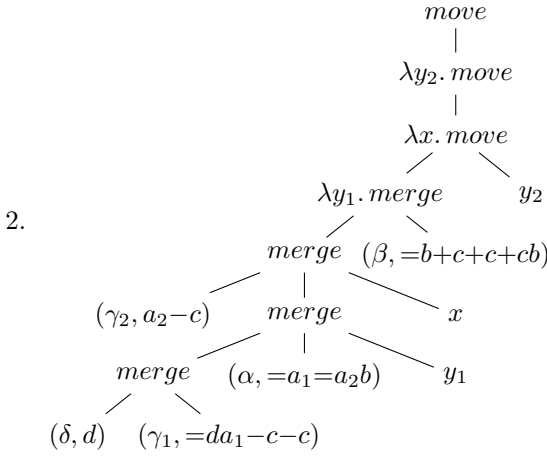 move
λy₂. move
λx. move
λy₁. merge y₂
2.
merge (β, =b+c+c+cb)
(γ₂, a₂−c) merge x
merge (α, =a₁=a₂b) y₁
(δ, d) (γ₁, =da₁−c−c)